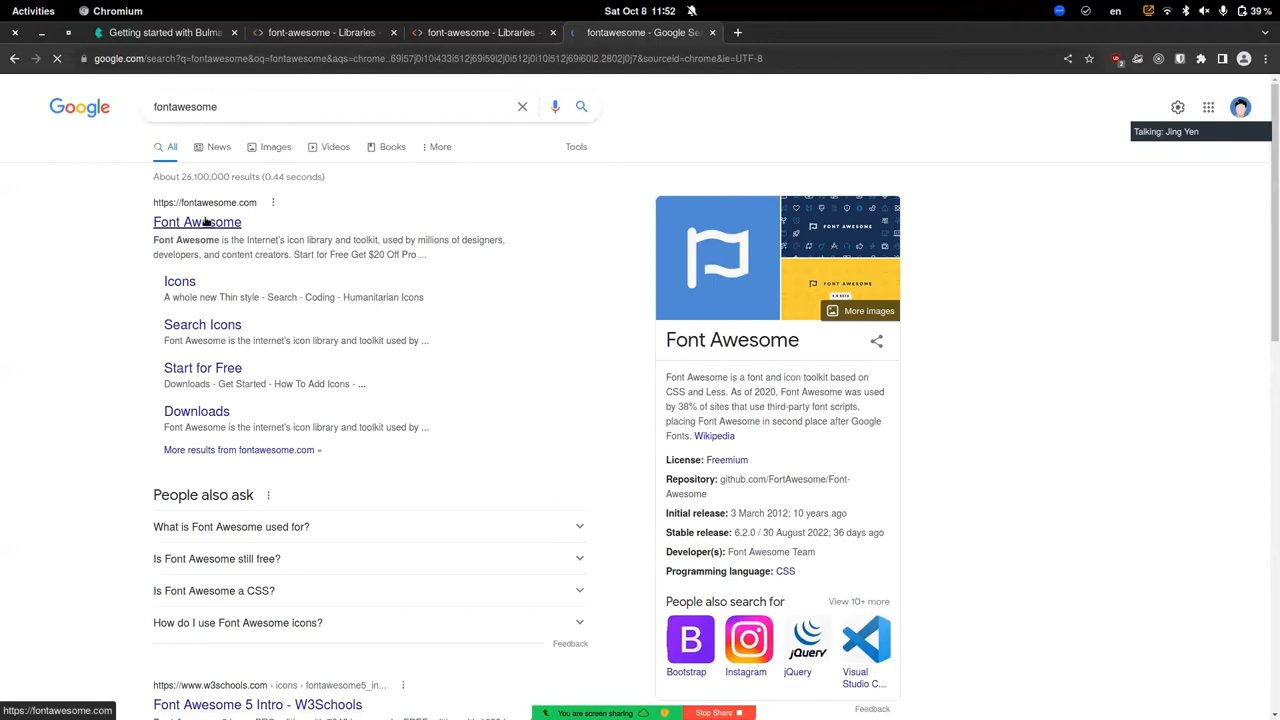 Activities
Sat Oct 8 11:52
39%
Getting started with Bulma
font-awesome - Libraries
font-awesome - Libraries
fontawesome - Google Se
google.com/search?q=fontawesome&oq=fontawesome&aqs=chrome..69i57j0i10i433i512j69i59l2j0i512j0i10i512j69i60l2.2802j0j7&sourceid=chrome&ie=UTF-8
Google
fontawesome
Talking: Jing Yen
All
News
Images
Videos
Books
More
Tools
About 26,100,000 results (0.44 seconds)
https://fontawesome.com
Font Awesome
Font Awesome is the Internet's icon library and toolkit, used by millions of designers,
developers, and content creators. Start for Free Get $20 Off Pro ...
Icons
A whole new Thin style - Search - Coding - Humanitarian Icons
Search Icons
Font Awesome is the internet's icon library and toolkit used by ...
Start for Free
Downloads - Get Started - How To Add Icons - ...
Downloads
Font Awesome is the internet's icon library and toolkit used by ...
More results from fontawesome.com »
People also ask
What is Font Awesome used for?
Is Font Awesome still free?
Is Font Awesome a CSS?
How do I use Font Awesome icons?
Feedback
https://www.w3schools.com › icons › fontawesome5_in...
Font Awesome 5 Intro - W3Schools
FONT AWESOME
FONT AWESOME
More images
Font Awesome
Font Awesome is a font and icon toolkit based on
CSS and Less. As of 2020, Font Awesome was used
by 38% of sites that use third-party font scripts,
placing Font Awesome in second place after Google
Fonts. Wikipedia
License: Freemium
Repository: github.com/FortAwesome/Font-
Awesome
Initial release: 3 March 2012; 10 years ago
Stable release: 6.2.0 / 30 August 2022; 36 days ago
Developer(s): Font Awesome Team
Programming language: CSS
People also search for
View 10+ more
B
jQuery
Bootstrap
Instagram
jQuery
Visual
Studio C...
Feedback
https://fontawesome.com
You are screen sharing
Stop Share